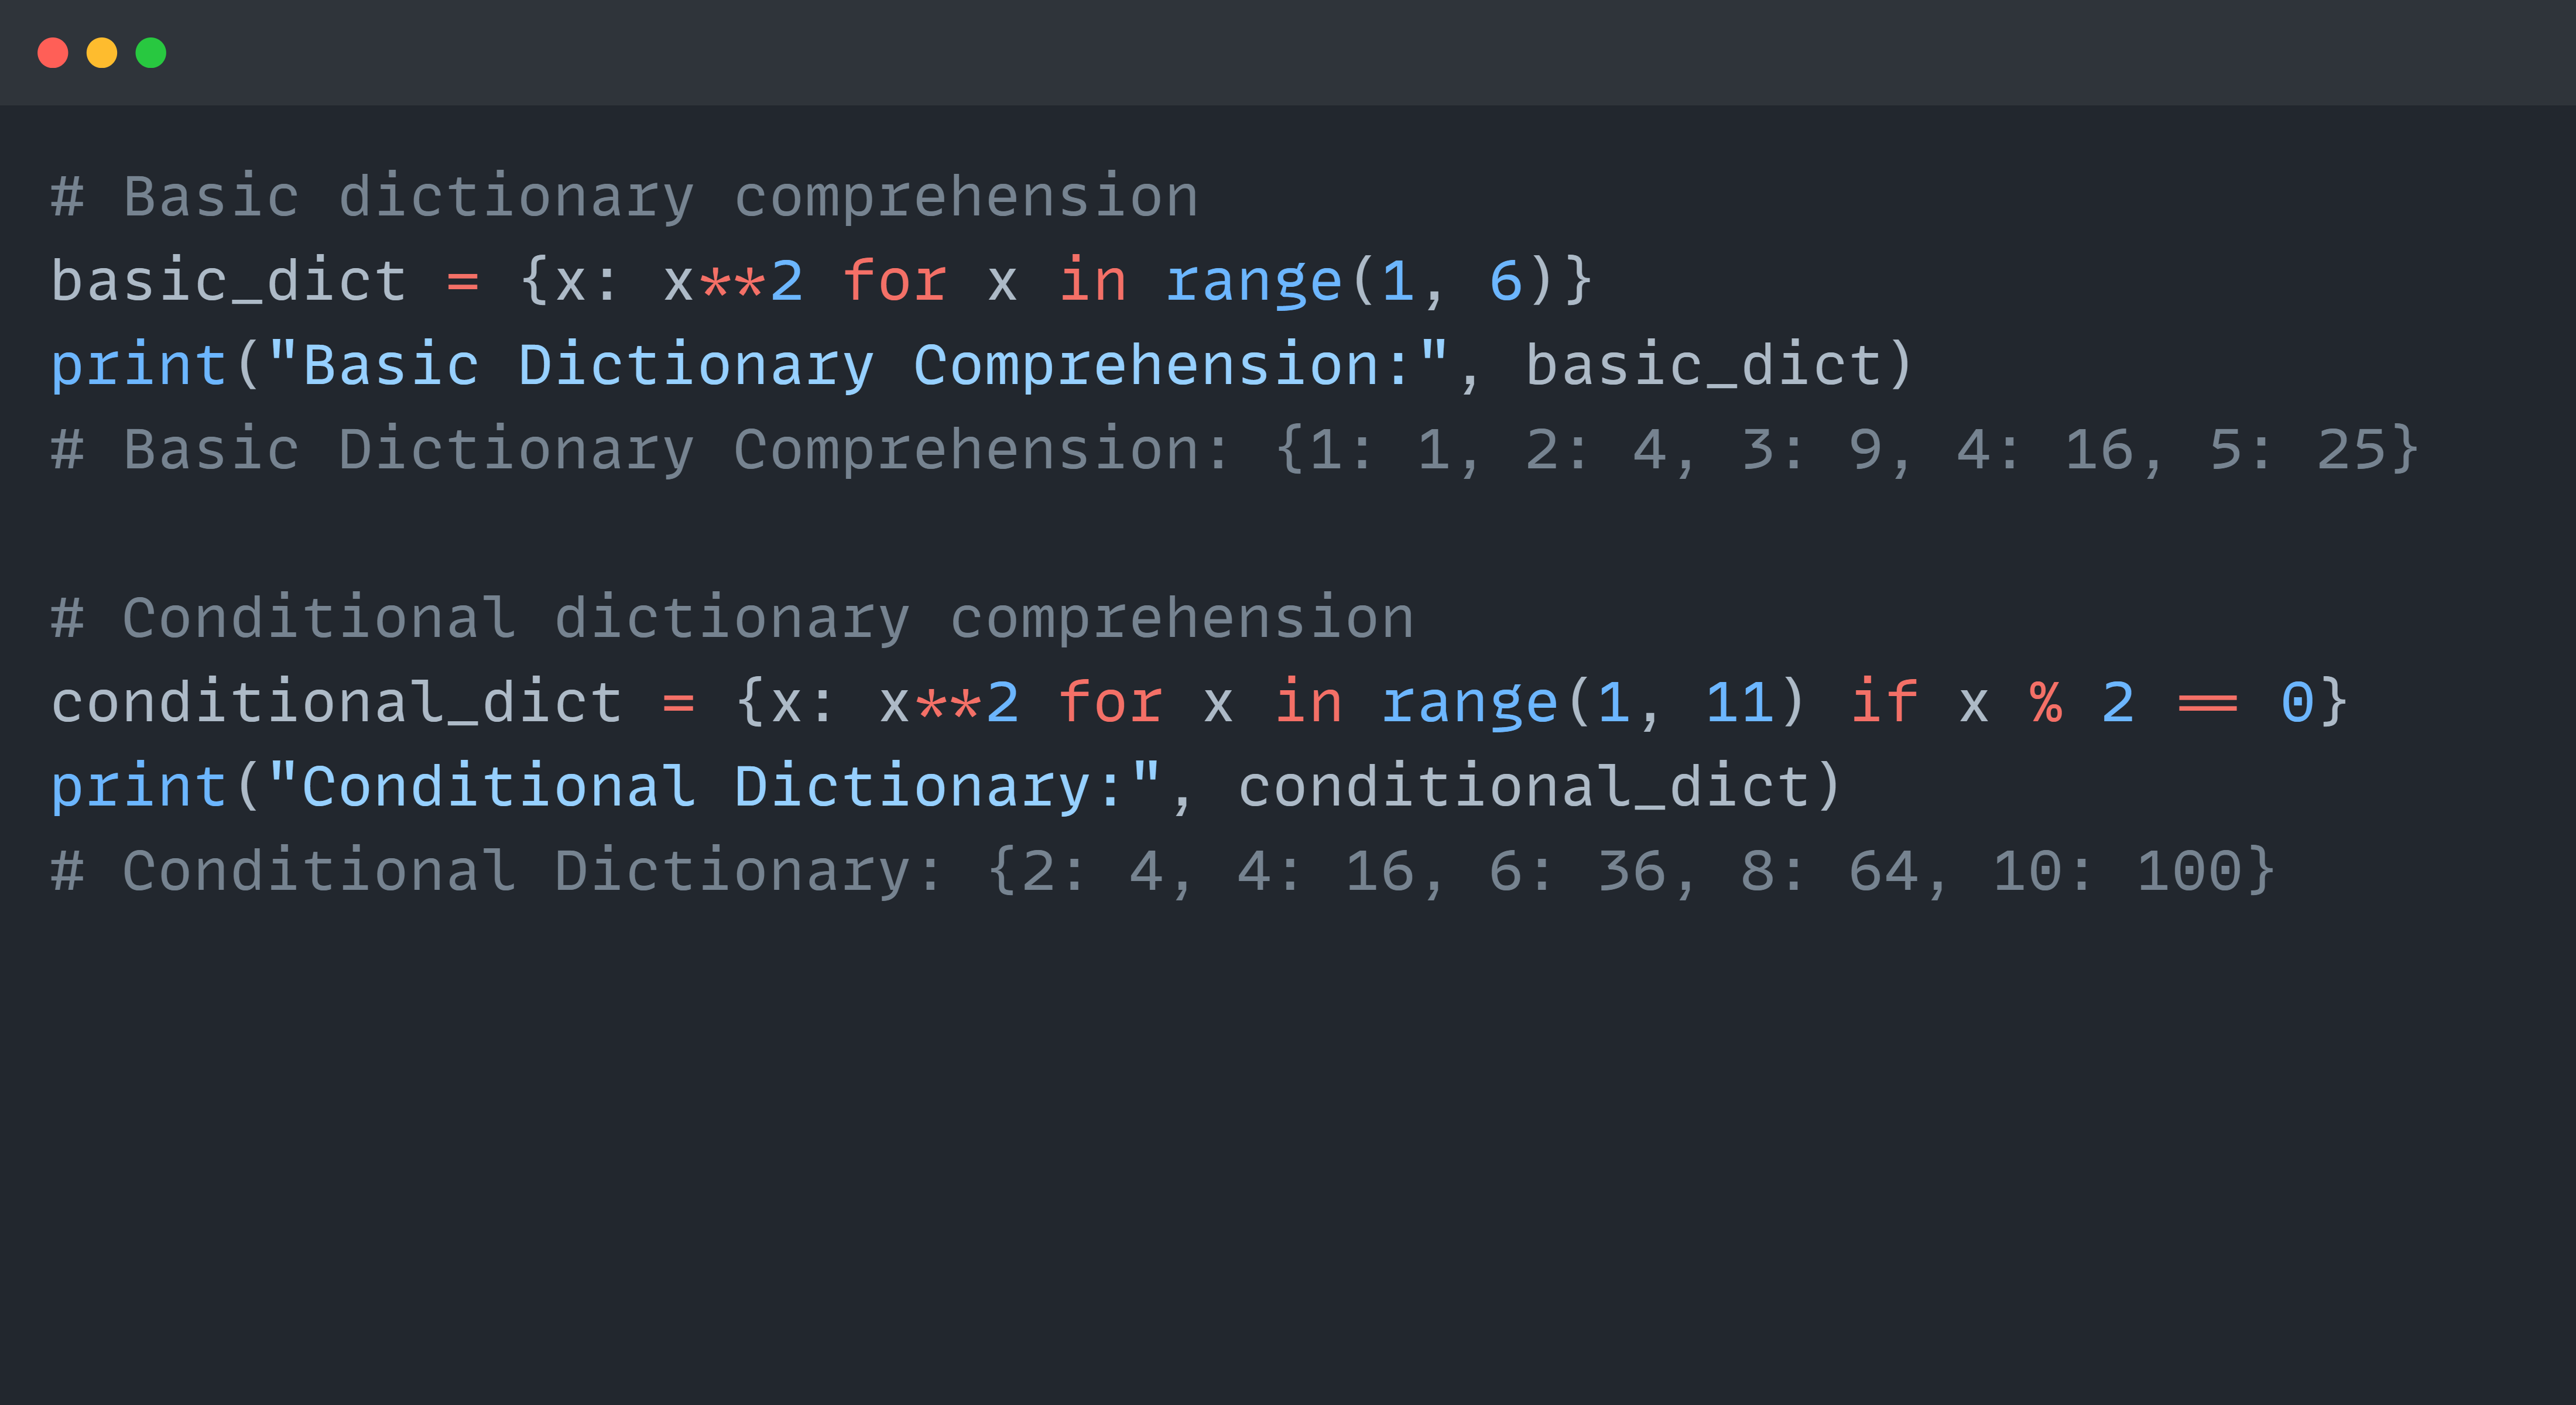 # Basic dictionary comprehension
basic_dict = {x: x**2 for x in range(1, 6)}
print("Basic Dictionary Comprehension:", basic_dict)
# Basic Dictionary Comprehension: {1: 1, 2: 4, 3: 9, 4: 16, 5: 25}
# Conditional dictionary comprehension
conditional_dict = {x: x**2 for x in range(1, 11) if x % 2 == 0}
print("Conditional Dictionary:", conditional_dict)
# Conditional Dictionary: {2: 4, 4: 16, 6: 36, 8: 64, 10: 100}